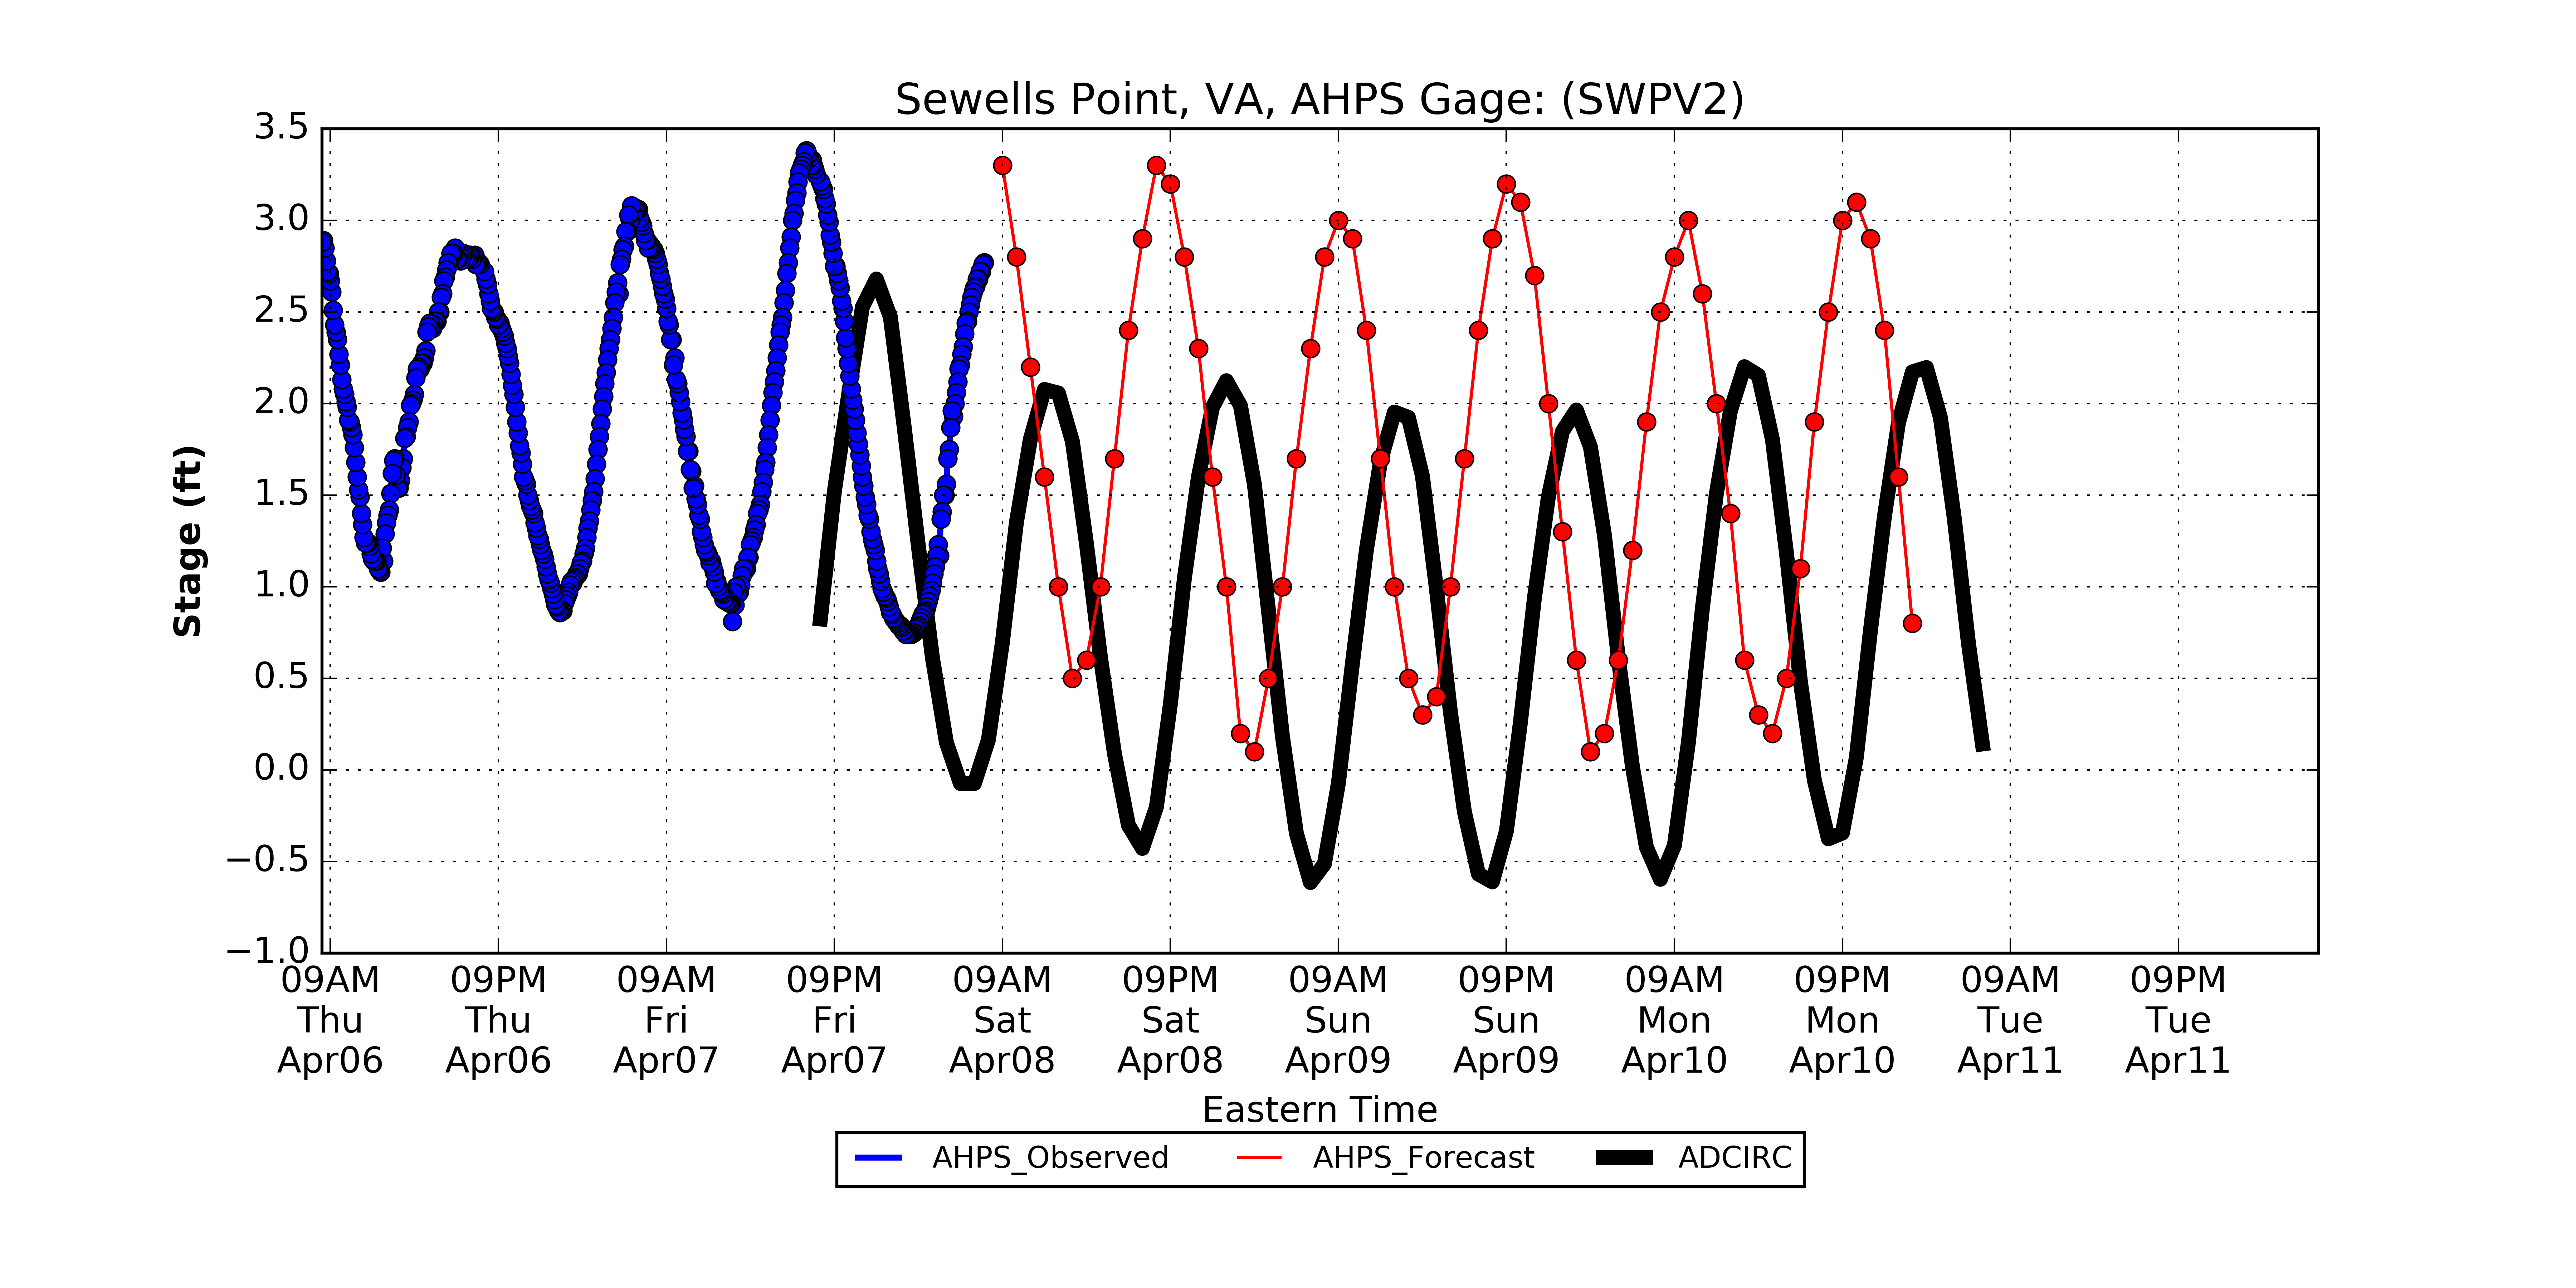 Sewells Point, VA, AHPS Gage: (SWPV2)
3.5
3.0
2.5
2.0
1.5
1.0
0.5
0.0
−0.5
−1.0
Stage (ft)
09AM 09PM 09AM 09PM 09AM 09PM 09AM 09PM 09AM 09PM 09AM 09PM
Thu Thu Fri Fri Sat Sat Sun Sun Mon Mon Tue Tue
Apr06 Apr06 Apr07 Apr07 Apr08 Apr08 Apr09 Apr09 Apr10 Apr10 Apr11 Apr11
Eastern Time
AHPS_Observed AHPS_Forecast ADCIRC